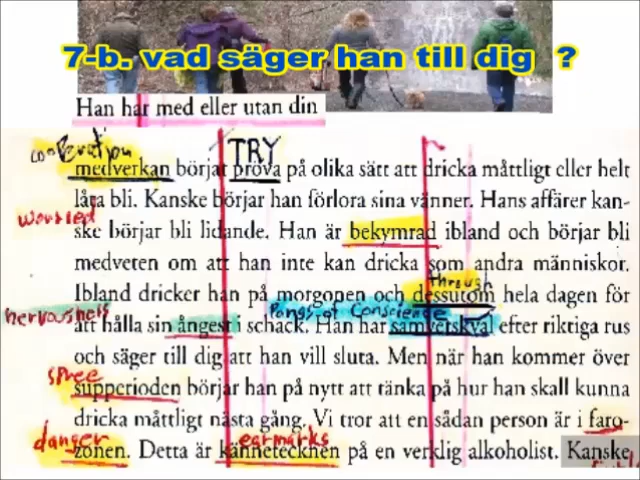 7-b. vad säger han till dig ?
Han har med eller utan din
cooperation TRY
medverkan börjat pröva på olika sätt att dricka måttligt eller helt
låta bli. Kanske börjar han förlora sina vänner. Hans affärer kan-
worried
ske börjar bli lidande. Han är bekymrad ibland och börjar bli
medveten om att han inte kan dricka som andra människor.
through
Ibland dricker han på morgonen och dessutom hela dagen för
nervousness Pangs of Conscience
att hålla sin ångest i schack. Han har samvetskval efter riktiga rus
och säger till dig att han vill sluta. Men när han kommer över
spree
supperioden börjar han på nytt att tänka på hur han skall kunna
dricka måttligt nästa gång. Vi tror att en sådan person är i faro-
danger earmarks
zonen. Detta är kännetecknen på en verklig alkoholist. Kanske